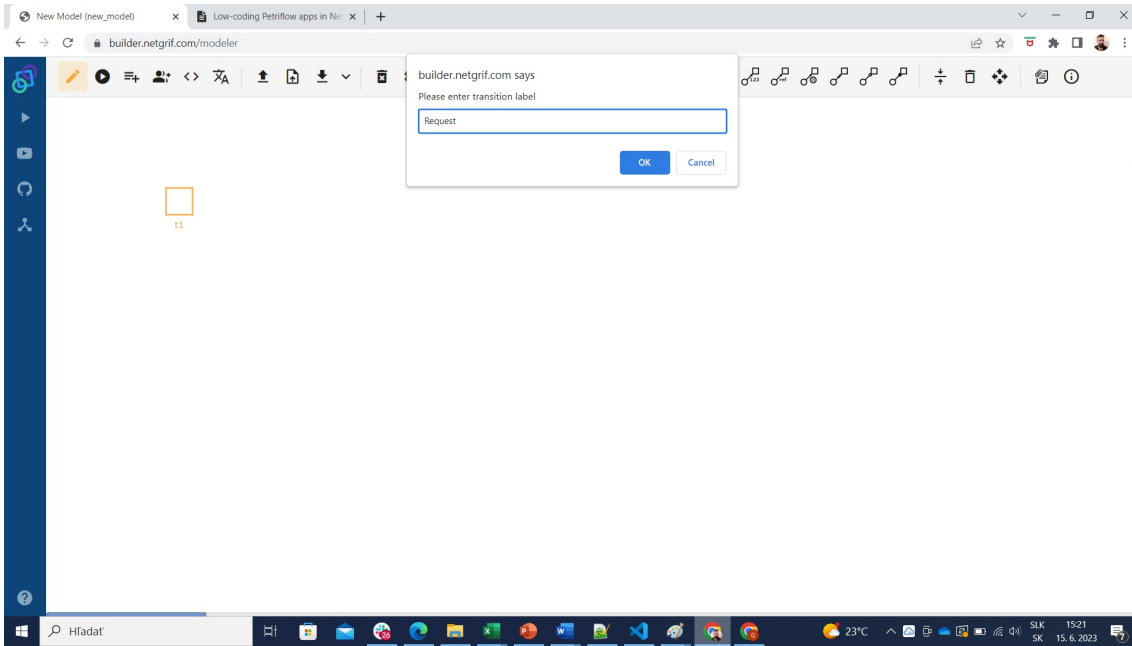 New Model (new_model)
Low-coding Petriflow apps in Net
builder.netgrif.com/modeler
builder.netgrif.com says
Please enter transition label
Request
OK
Cancel
t1
Hľadať
23°C
SLK
SK
15:21
15. 6. 2023